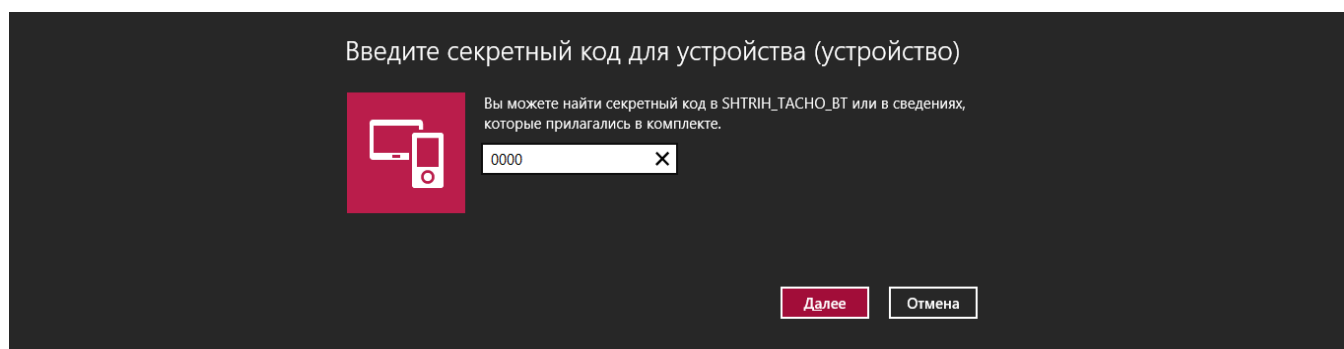 Введите секретный код для устройства (устройство)
Вы можете найти секретный код в SHTRIH_TACHO_BT или в сведениях,
которые прилагались в комплекте.
0000
Далее
Отмена